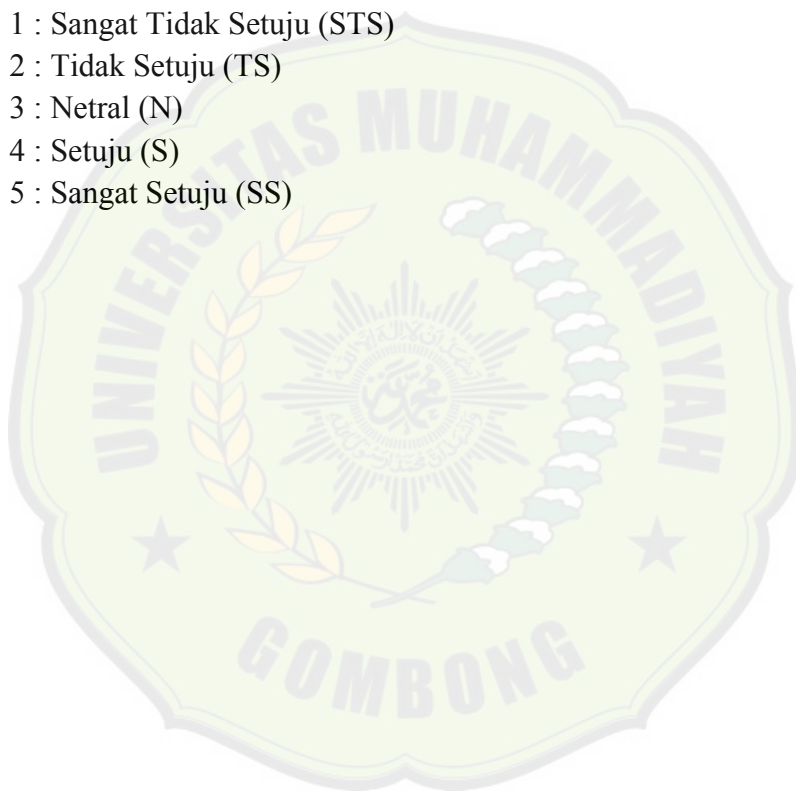 1 : Sangat Tidak Setuju (STS)
2 : Tidak Setuju (TS)
3 : Netral (N)
4 : Setuju (S)
5 : Sangat Setuju (SS)
UNIVERSITAS MUHAMMADIYAH
GOMBONG